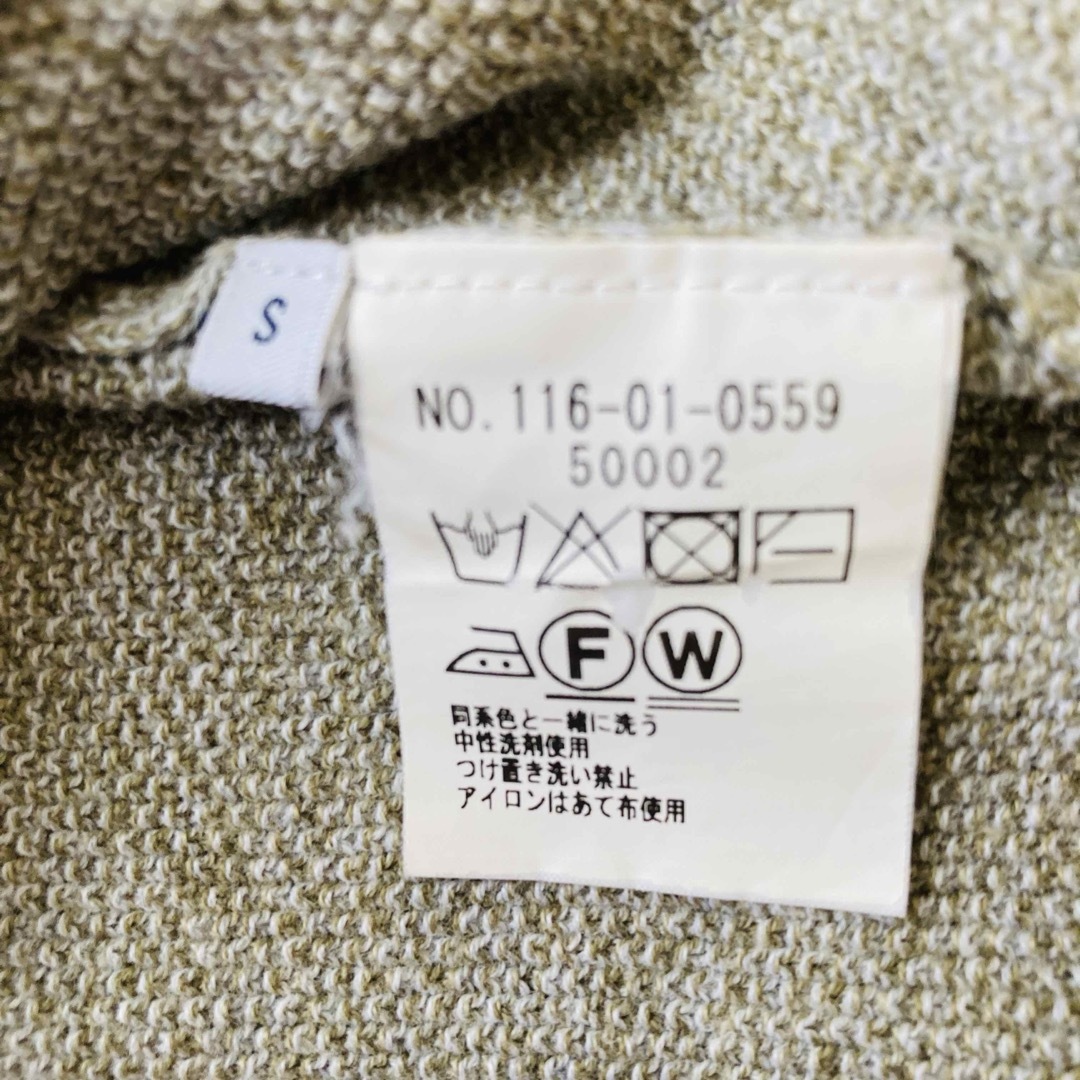 S
NO. 116-01-0559
50002
F W
同系色と一緒に洗う
中性洗剤使用
つけ置き洗い禁止
アイロンはあて布使用